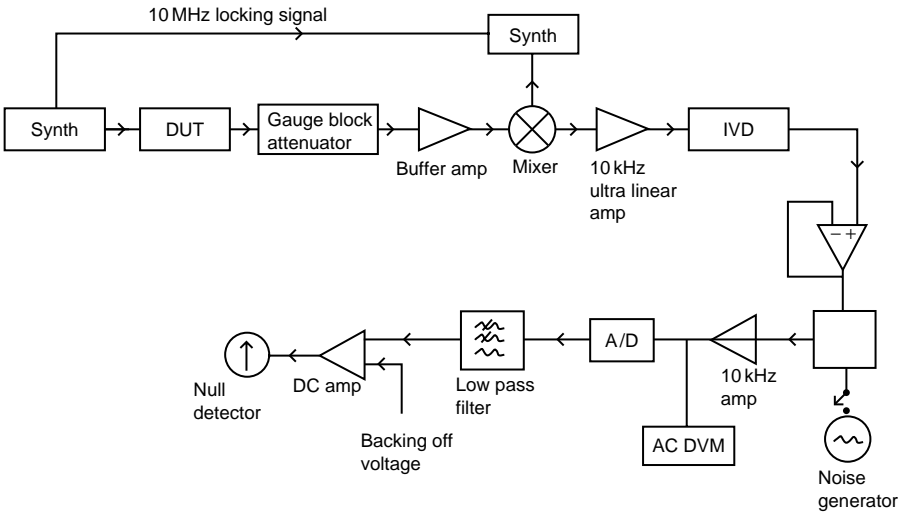 10 MHz locking signal
Synth
Synth
DUT
Gauge block
attenuator
Buffer amp
Mixer
10 kHz
ultra linear
amp
IVD
− +
Null
detector
DC amp
Backing off
voltage
Low pass
filter
A/D
10 kHz
amp
AC DVM
Noise
generator